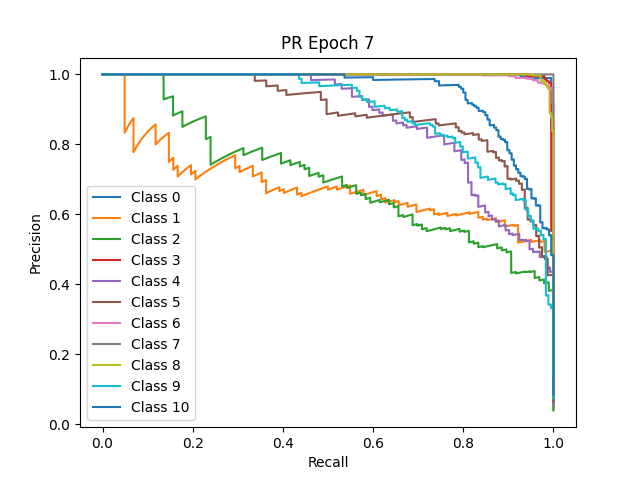 PR Epoch 7
Precision
1.0
0.8
0.6
0.4
0.2
0.0
Class 0
Class 1
Class 2
Class 3
Class 4
Class 5
Class 6
Class 7
Class 8
Class 9
Class 10
0.0 0.2 0.4 0.6 0.8 1.0
Recall